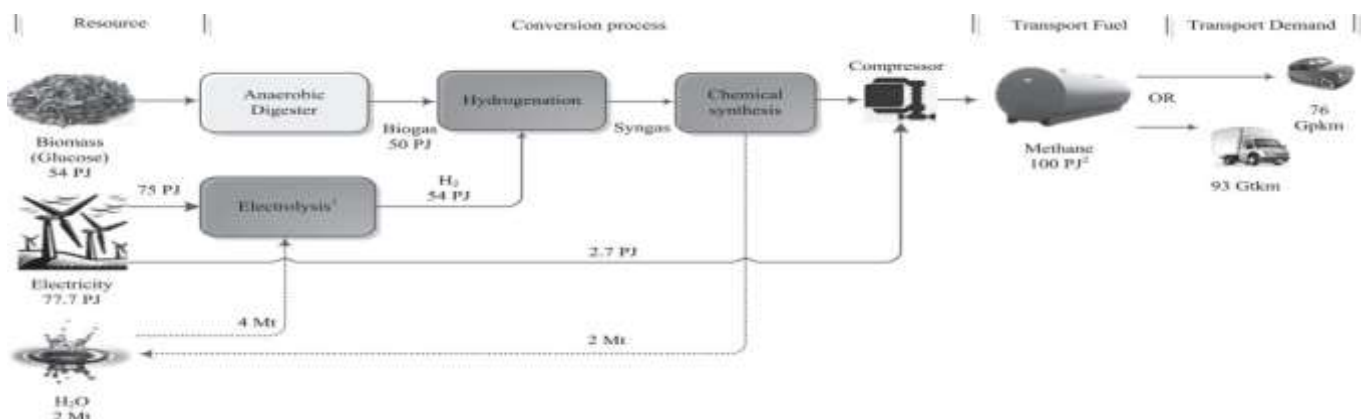 Resource
Conversion process
Transport Fuel
Transport Demand
Anaerobic
Digester
Hydrogenation
Chemical
synthesis
Compressor
OR
76
Gpkm
Biomass
(Glucose)
54 PJ
Biogas
50 PJ
Syngas
Methane
100 PJ²
93 Gtkm
75 PJ
Electrolysis¹
H₂
54 PJ
2.7 PJ
Electricity
77.7 PJ
4 Mt
2 Mt
H₂O
2 Mt